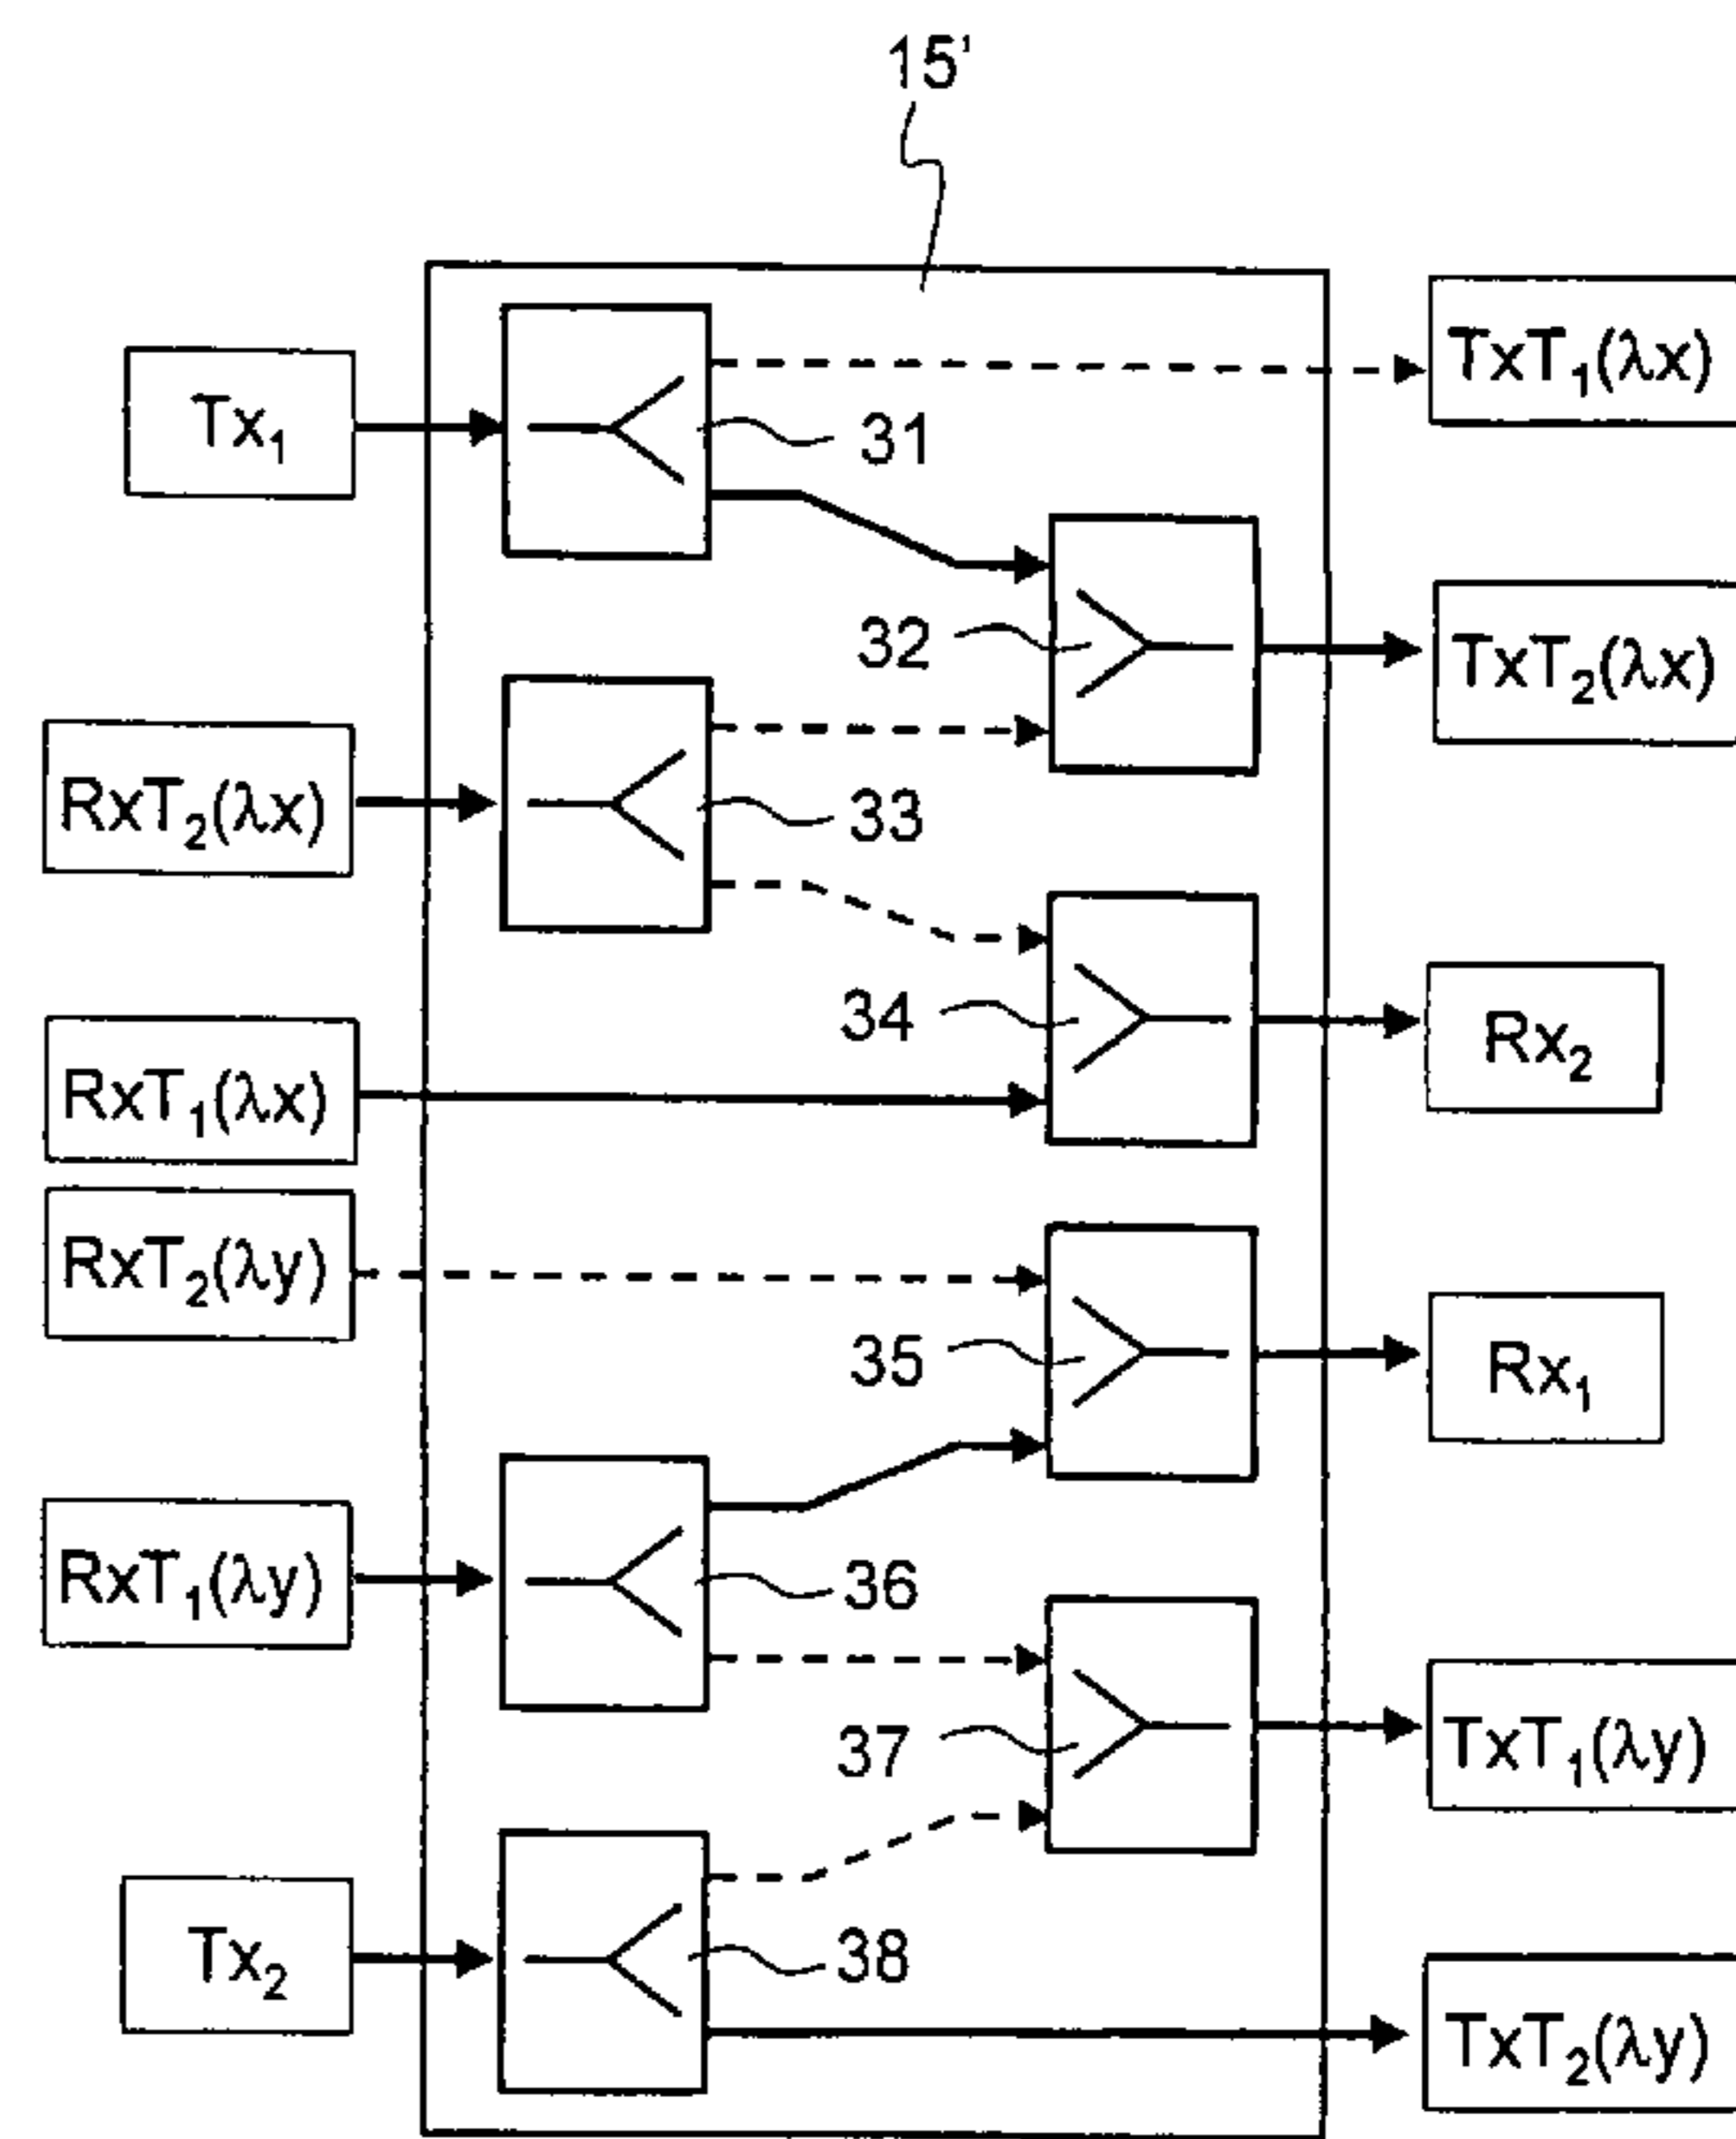 15'
TxT₁(λx)
Tx₁
31
32
TxT₂(λx)
RxT₂(λx)
33
34
Rx₂
RxT₁(λx)
RxT₂(λy)
35
Rx₁
RxT₁(λy)
36
37
TxT₁(λy)
Tx₂
38
TxT₂(λy)